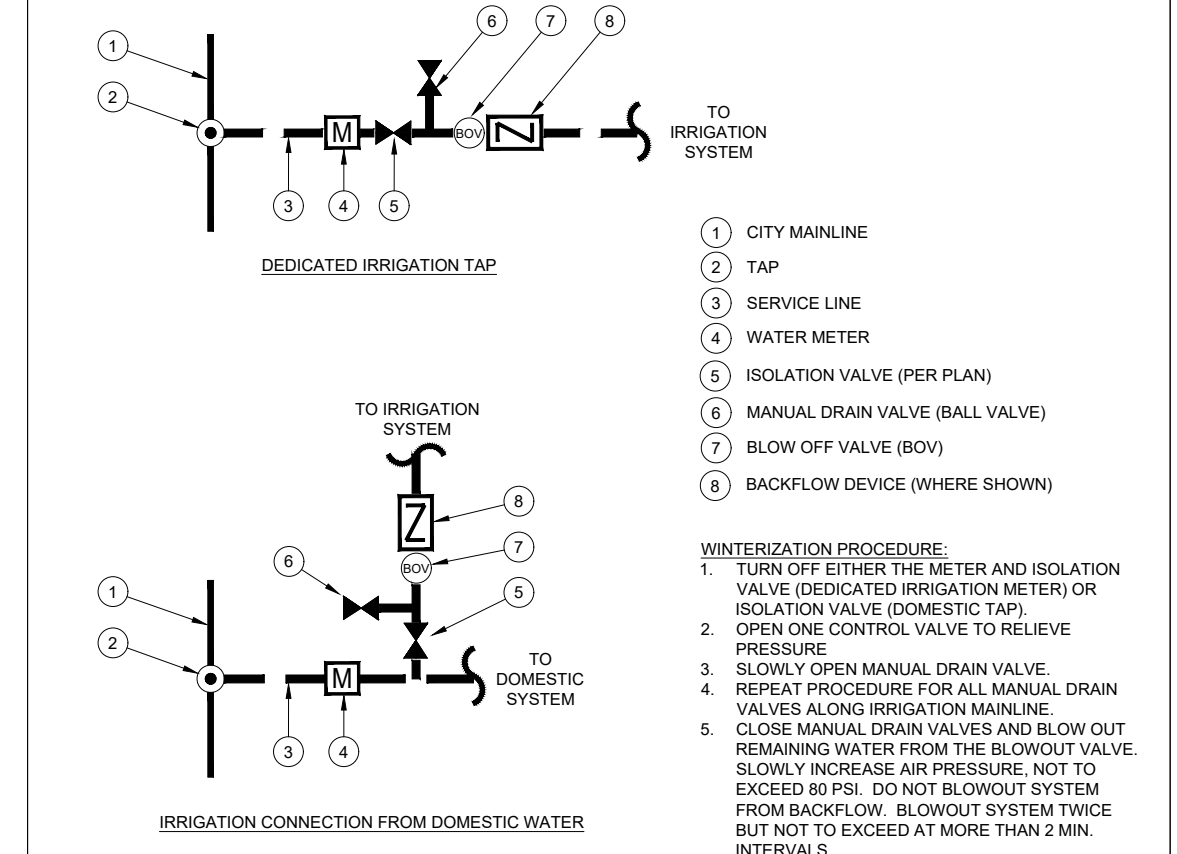 6 7 8
1
2
M
BOV
Z
TO
IRRIGATION
SYSTEM
3 4 5
DEDICATED IRRIGATION TAP
1 CITY MAINLINE
2 TAP
3 SERVICE LINE
4 WATER METER
5 ISOLATION VALVE (PER PLAN)
6 MANUAL DRAIN VALVE (BALL VALVE)
7 BLOW OFF VALVE (BOV)
8 BACKFLOW DEVICE (WHERE SHOWN)
TO IRRIGATION
SYSTEM
Z
8
BOV
7
6
5
1
2
M
TO
DOMESTIC
SYSTEM
3 4
IRRIGATION CONNECTION FROM DOMESTIC WATER
WINTERIZATION PROCEDURE:
1. TURN OFF EITHER THE METER AND ISOLATION
VALVE (DEDICATED IRRIGATION METER) OR
ISOLATION VALVE (DOMESTIC TAP).
2. OPEN ONE CONTROL VALVE TO RELIEVE
PRESSURE
3. SLOWLY OPEN MANUAL DRAIN VALVE.
4. REPEAT PROCEDURE FOR ALL MANUAL DRAIN
VALVES ALONG IRRIGATION MAINLINE.
5. CLOSE MANUAL DRAIN VALVES AND BLOW OUT
REMAINING WATER FROM THE BLOWOUT VALVE.
SLOWLY INCREASE AIR PRESSURE, NOT TO
EXCEED 80 PSI. DO NOT BLOWOUT SYSTEM
FROM BACKFLOW. BLOWOUT SYSTEM TWICE
BUT NOT TO EXCEED AT MORE THAN 2 MIN.
INTERVALS